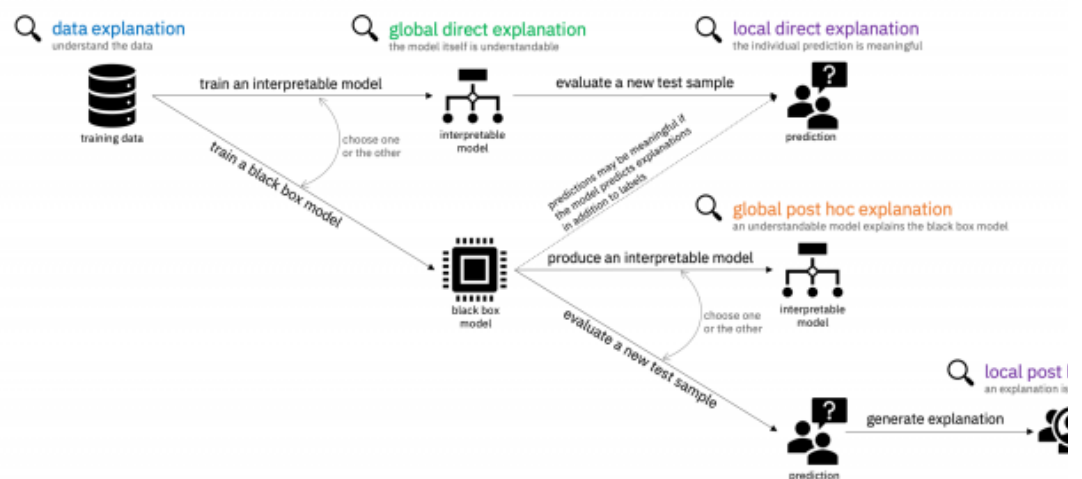 data explanation
understand the data
global direct explanation
the model itself is understandable
local direct explanation
the individual prediction is meaningful
train an interpretable model
evaluate a new test sample
training data
choose one
or the other
interpretable
model
prediction
train a black box model
predictions may be meaningful if
the model predicts explanations
in addition to labels
global post hoc explanation
an understandable model explains the black box model
produce an interpretable model
black box
model
choose one
or the other
interpretable
model
evaluate a new test sample
local post
an explanation is
generate explanation
prediction